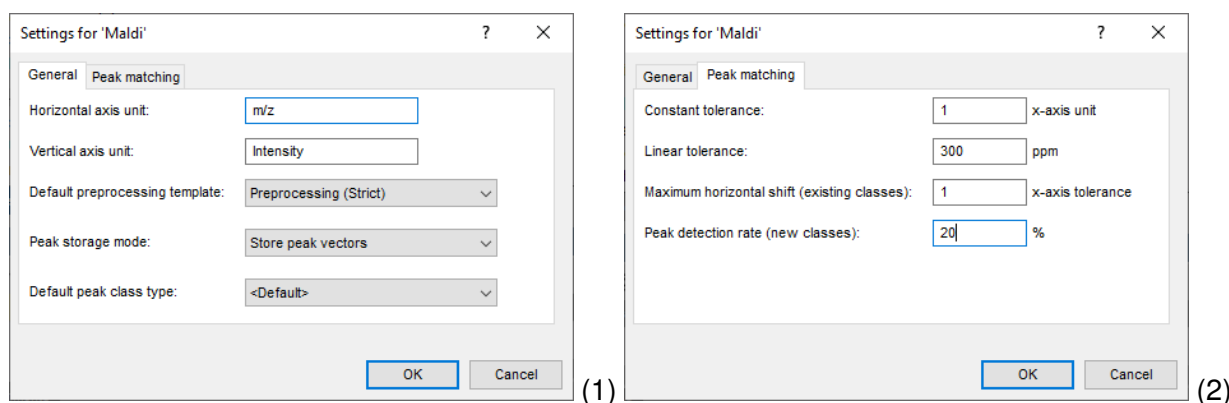 Settings for 'Maldi' ? ×
General Peak matching
Horizontal axis unit: m/z
Vertical axis unit: Intensity
Default preprocessing template: Preprocessing (Strict)
Peak storage mode: Store peak vectors
Default peak class type: <Default>
OK Cancel
(1)
Settings for 'Maldi' ? ×
General Peak matching
Constant tolerance: 1 x-axis unit
Linear tolerance: 300 ppm
Maximum horizontal shift (existing classes): 1 x-axis tolerance
Peak detection rate (new classes): 20 %
OK Cancel
(2)